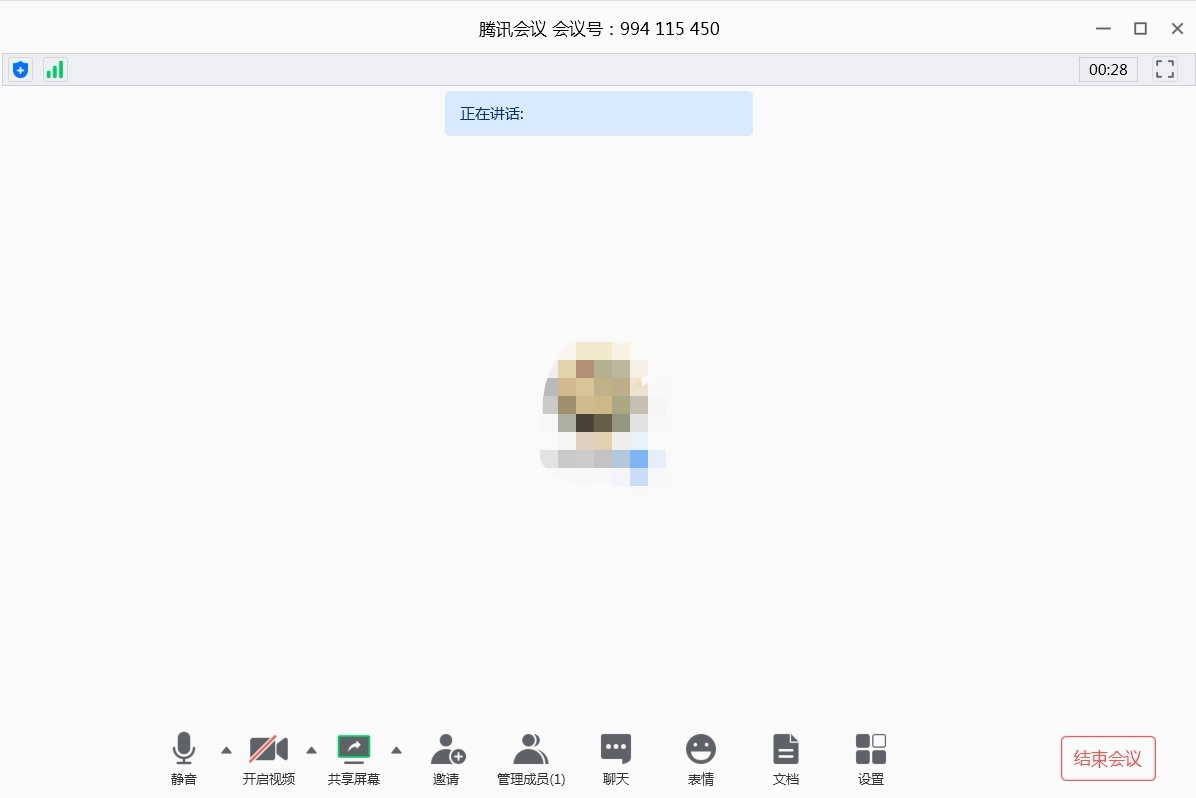 腾讯会议 会议号：994 115 450
00:28
正在讲话:
静音
开启视频
共享屏幕
邀请
管理成员(1)
聊天
表情
文档
设置
结束会议